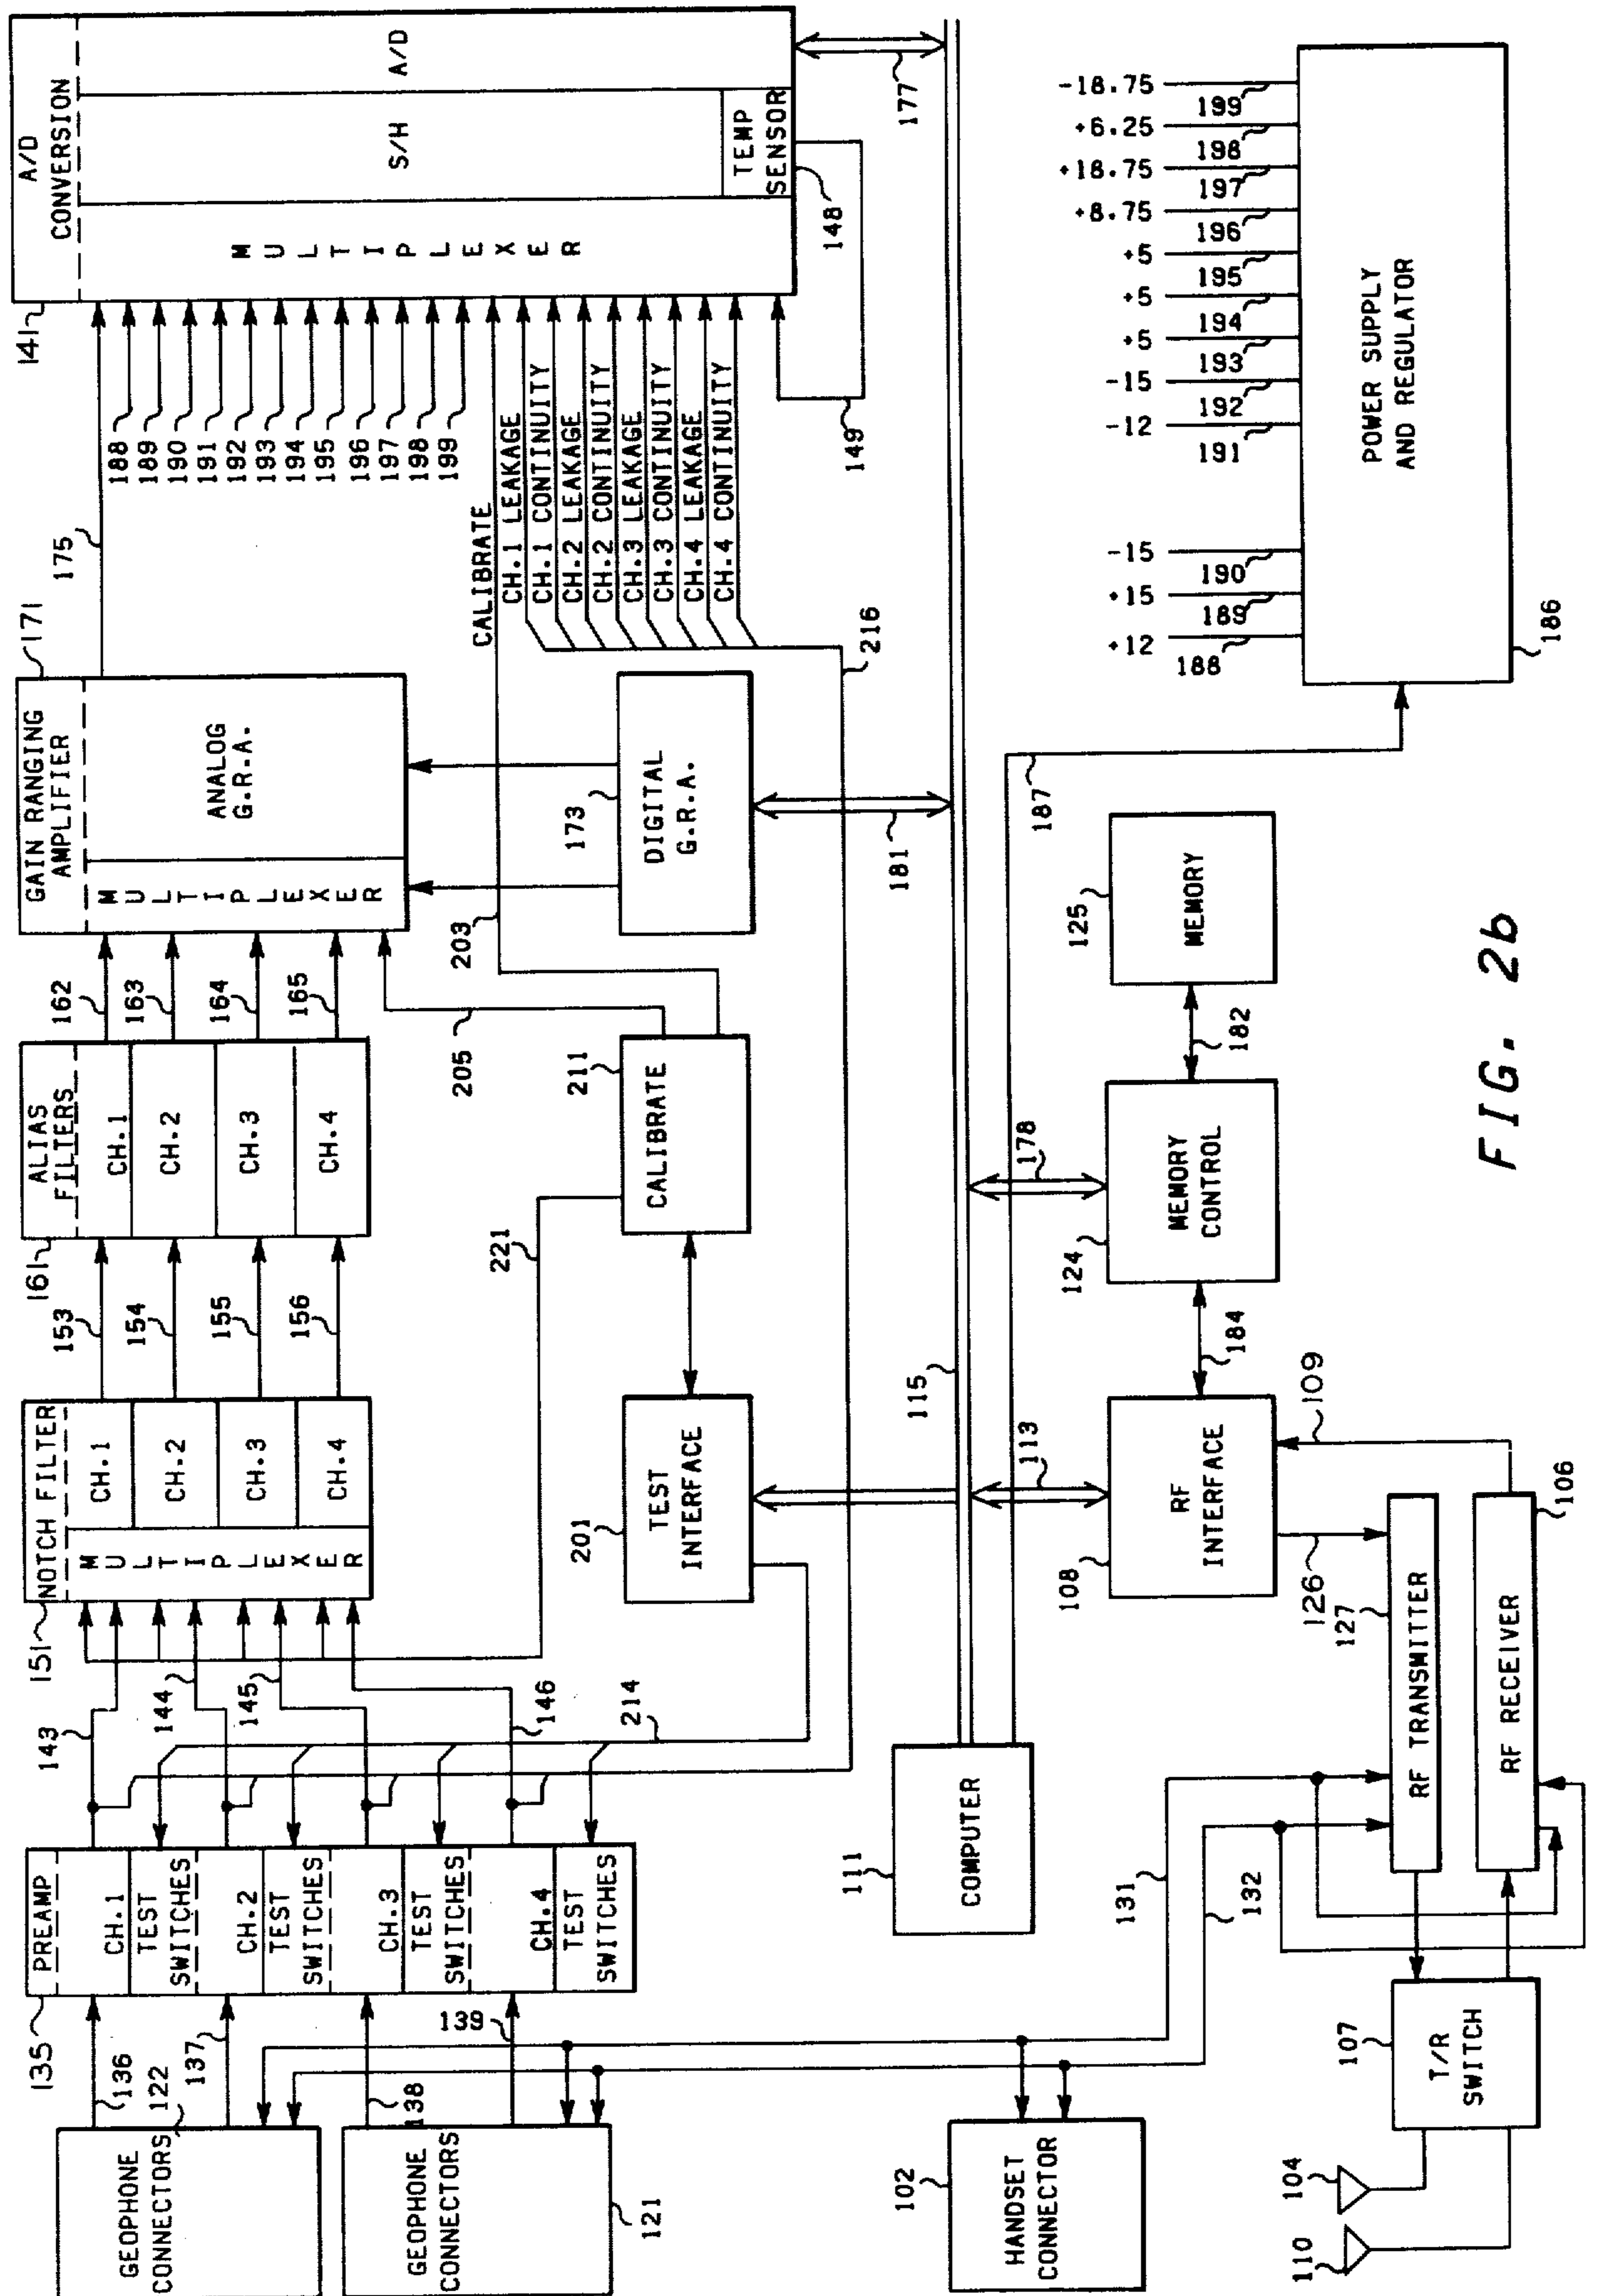 GEOPHONE
CONNECTORS
122
136
137
GEOPHONE
CONNECTORS
121
138
139
135
PREAMP
CH.1
TEST
SWITCHES
CH.2
TEST
SWITCHES
CH.3
TEST
SWITCHES
CH.4
TEST
SWITCHES
143
144
145
146
214
151
NOTCH FILTER
MULTIPLEXER
CH.1
CH.2
CH.3
CH.4
153
154
155
156
161
ALIAS
FILTERS
CH.1
CH.2
CH.3
CH.4
162
163
164
165
171
GAIN RANGING
AMPLIFIER
MULTIPLEXER
ANALOG
G.R.A.
175
141
A/D
CONVERSION
MULTIPLEXER
S/H
A/D
TEMP
SENSOR
148
149
177
188
189
190
191
192
193
194
195
196
197
198
199
CALIBRATE
CH.1 LEAKAGE
CH.1 CONTINUITY
CH.2 LEAKAGE
CH.2 CONTINUITY
CH.3 LEAKAGE
CH.3 CONTINUITY
CH.4 LEAKAGE
CH.4 CONTINUITY
216
203
205
173
DIGITAL
G.R.A.
181
211
CALIBRATE
221
201
TEST
INTERFACE
115
111
COMPUTER
187
102
HANDSET
CONNECTOR
131
132
113
108
RF
INTERFACE
184
178
124
MEMORY
CONTROL
182
125
MEMORY
109
126
127
RF TRANSMITTER
106
RF RECEIVER
107
T/R
SWITCH
104
110
+12
188
+15
189
-15
190
-12
191
-15
192
+5
193
+5
194
+5
195
+8.75
196
+18.75
197
+6.25
198
-18.75
199
POWER SUPPLY
AND REGULATOR
186
FIG. 2b